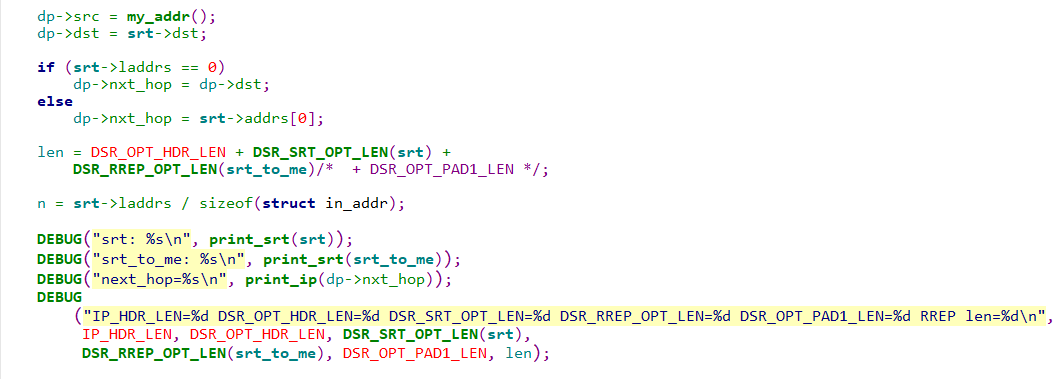 dp->src = my_addr();
dp->dst = srt->dst;
if (srt->laddrs == 0)
dp->nxt_hop = dp->dst;
else
dp->nxt_hop = srt->addrs[0];
len = DSR_OPT_HDR_LEN + DSR_SRT_OPT_LEN(srt) +
DSR_RREP_OPT_LEN(srt_to_me)/*  + DSR_OPT_PAD1_LEN */;
n = srt->laddrs / sizeof(struct in_addr);
DEBUG("srt: %s\n", print_srt(srt));
DEBUG("srt_to_me: %s\n", print_srt(srt_to_me));
DEBUG("next_hop=%s\n", print_ip(dp->nxt_hop));
DEBUG
("IP_HDR_LEN=%d DSR_OPT_HDR_LEN=%d DSR_SRT_OPT_LEN=%d DSR_RREP_OPT_LEN=%d DSR_OPT_PAD1_LEN=%d RREP len=%d\n",
IP_HDR_LEN, DSR_OPT_HDR_LEN, DSR_SRT_OPT_LEN(srt),
DSR_RREP_OPT_LEN(srt_to_me), DSR_OPT_PAD1_LEN, len);